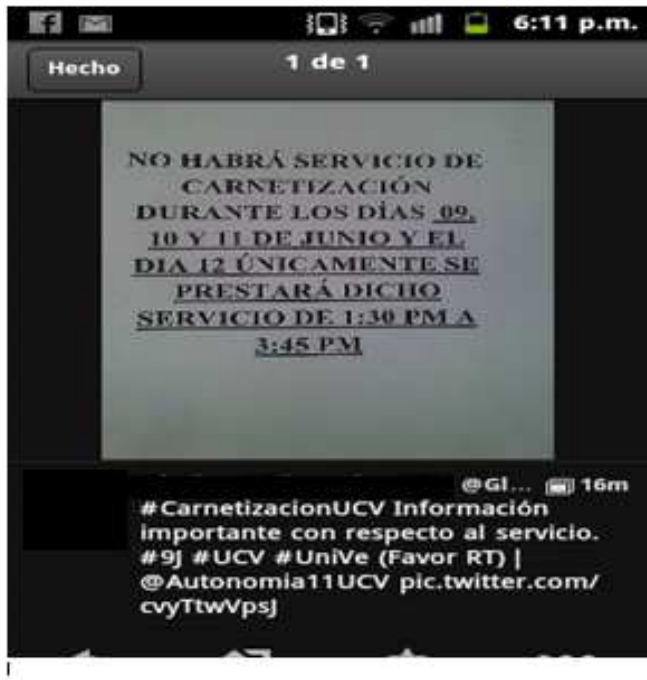 6:11 p.m.
Hecho
1 de 1
NO HABRÁ SERVICIO DE
CARNETIZACIÓN
DURANTE LOS DÍAS 09,
10 Y 11 DE JUNIO Y EL
DIA 12 ÚNICAMENTE SE
PRESTARÁ DICHO
SERVICIO DE 1:30 PM A
3:45 PM
@Gl... 16m
#CarnetizacionUCV Información
importante con respecto al servicio.
#9J #UCV #UniVe (Favor RT) |
@Autonomia11UCV pic.twitter.com/
cvyTtwVpsJ